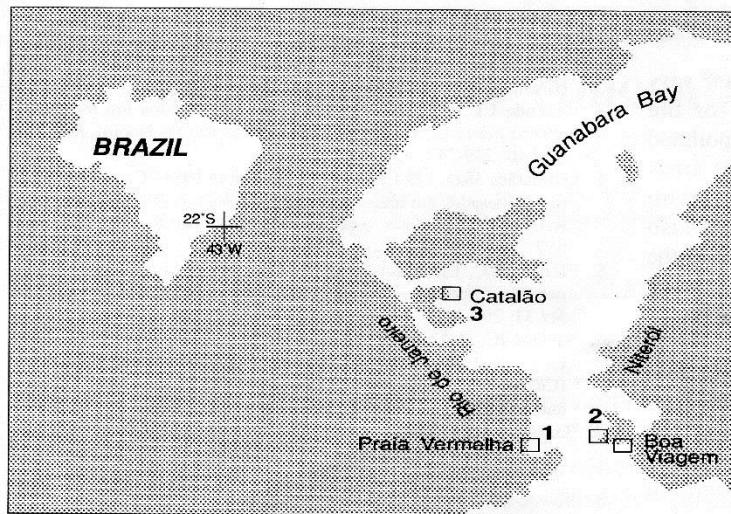 BRAZIL
22°S
43°W
Guanabara Bay
Catalão
3
Rio de Janeiro
Niterói
Praia Vermelha
1
2
Boa
Viagem